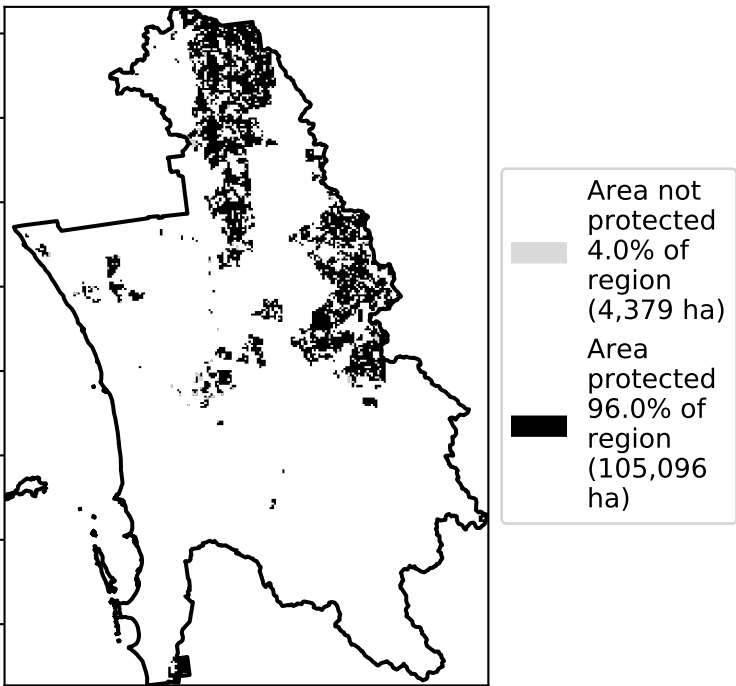 Area not
protected
4.0% of
region
(4,379 ha)
Area
protected
96.0% of
region
(105,096
ha)